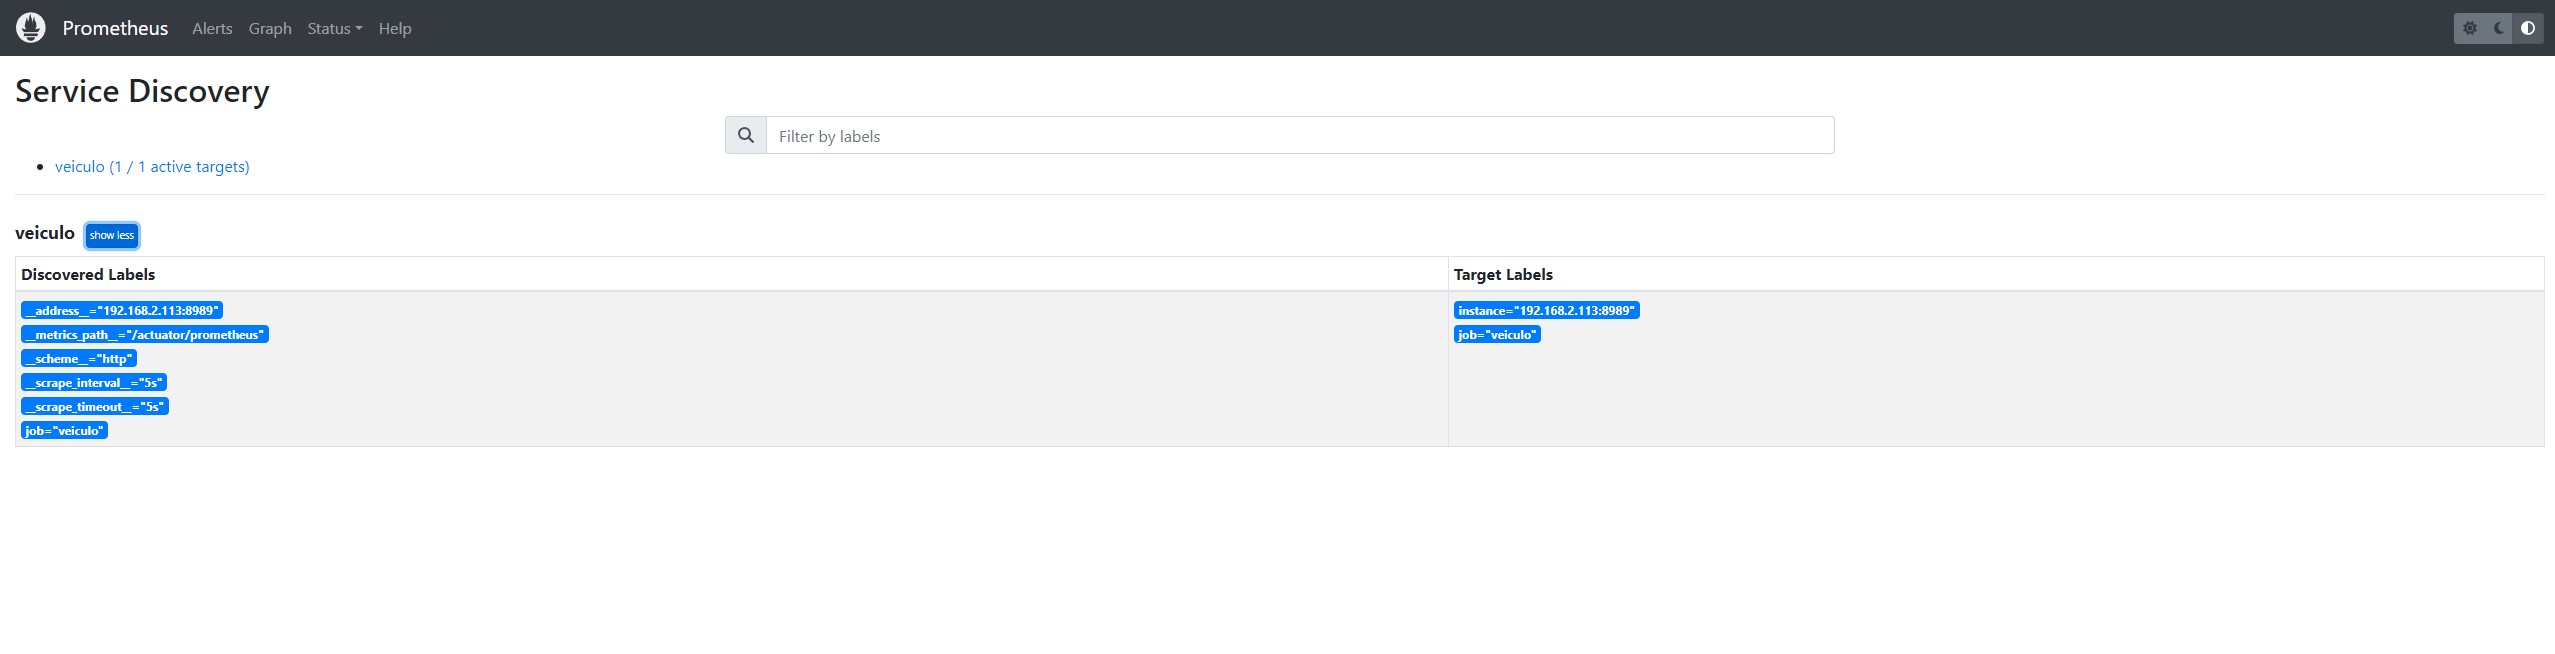 Prometheus Alerts Graph Status Help
Service Discovery
Filter by labels
veiculo (1 / 1 active targets)
veiculo show less
Discovered Labels Target Labels
__address__="192.168.2.113:8989" instance="192.168.2.113:8989"
__metrics_path__="/actuator/prometheus" job="veiculo"
__scheme__="http"
__scrape_interval__="5s"
__scrape_timeout__="5s"
job="veiculo"